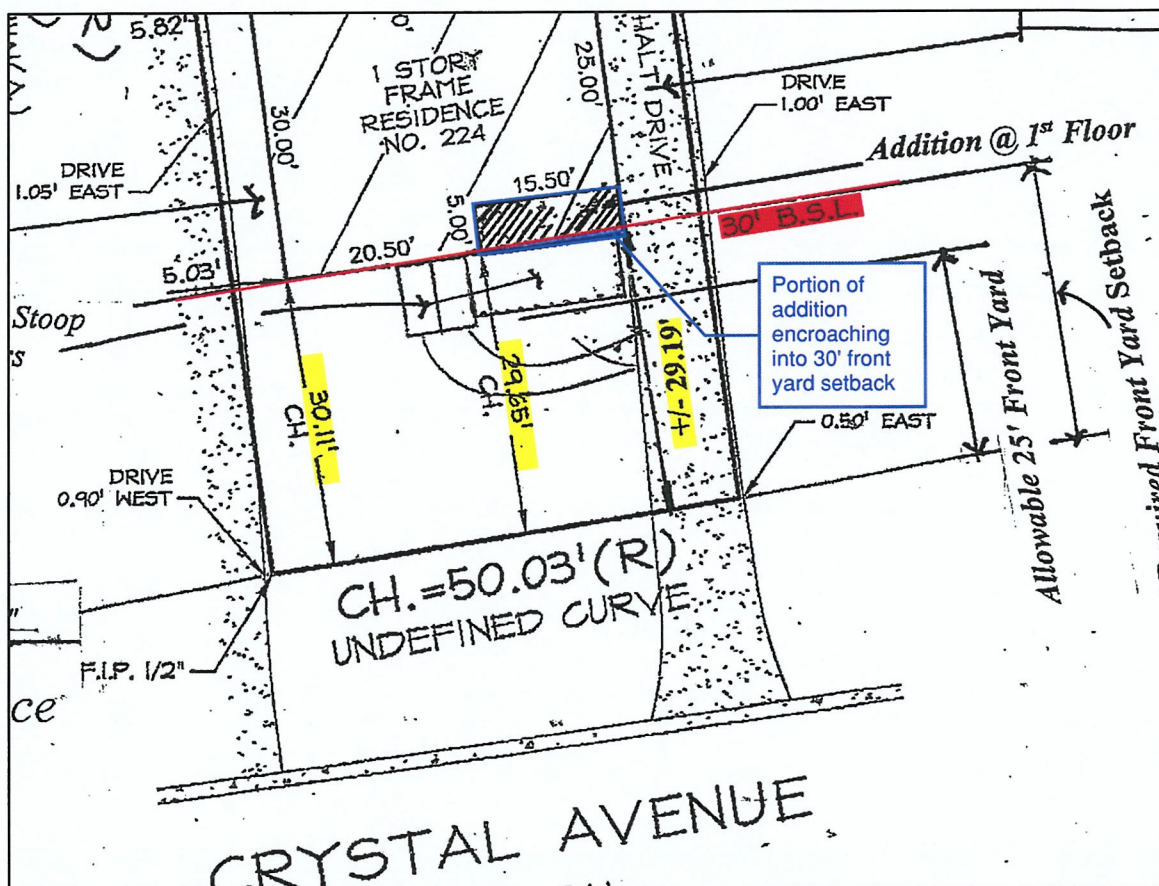 5.82'
1 STORY
FRAME
RESIDENCE
NO. 224
30.00'
25.00'
HALT DRIVE
DRIVE
1.00' EAST
Addition @ 1st Floor
DRIVE
1.05' EAST
15.50'
5.00'
20.50'
30' B.S.L.
5.03'
Stoop
s
Portion of
addition
encroaching
into 30' front
yard setback
30.11'
CH.
29.65'
CH.
+/- 29.19'
0.50' EAST
Allowable 25' Front Yard
quired Front Yard Setback
DRIVE
0.90' WEST
CH.=50.03'(R)
UNDEFINED CURVE
F.I.P. 1/2"
ce
CRYSTAL AVENUE